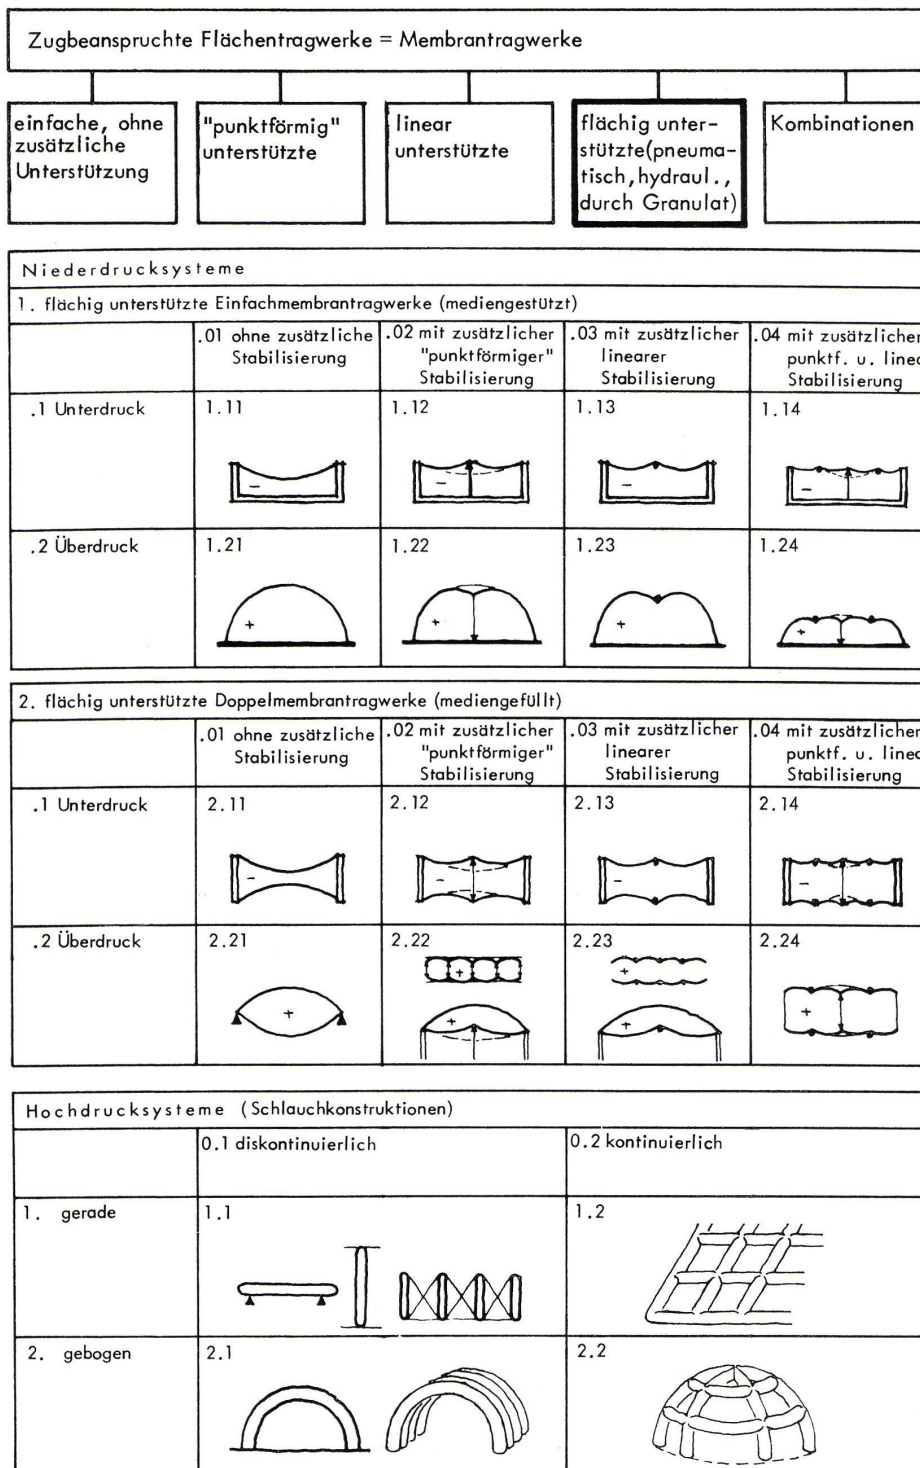 Zugbeanspruchte Flächentragwerke = Membrantragwerke
einfache, ohne
zusätzliche
Unterstützung
"punktförmig"
unterstützte
linear
unterstützte
flächig unter-
stützte(pneuma-
tisch,hydraul.,
durch Granulat)
Kombinationen
Niederdrucksysteme
1. flächig unterstützte Einfachmembrantragwerke (mediengestützt)
.01 ohne zusätzliche
Stabilisierung
.02 mit zusätzlicher
"punktförmiger"
Stabilisierung
.03 mit zusätzlicher
linearer
Stabilisierung
.04 mit zusätzlicher
punktf. u. linea
Stabilisierung
.1 Unterdruck
1.11
1.12
1.13
1.14
-
-
-
-
.2 Überdruck
1.21
1.22
1.23
1.24
+
+
+
+
2. flächig unterstützte Doppelmembrantragwerke (mediengefüllt)
.01 ohne zusätzliche
Stabilisierung
.02 mit zusätzlicher
"punktförmiger"
Stabilisierung
.03 mit zusätzlicher
linearer
Stabilisierung
.04 mit zusätzlicher
punktf. u. linea
Stabilisierung
.1 Unterdruck
2.11
2.12
2.13
2.14
-
-
-
-
.2 Überdruck
2.21
2.22
2.23
2.24
+
+
+
+
+
+
Hochdrucksysteme (Schlauchkonstruktionen)
0.1 diskontinuierlich
0.2 kontinuierlich
1. gerade
1.1
1.2
2. gebogen
2.1
2.2